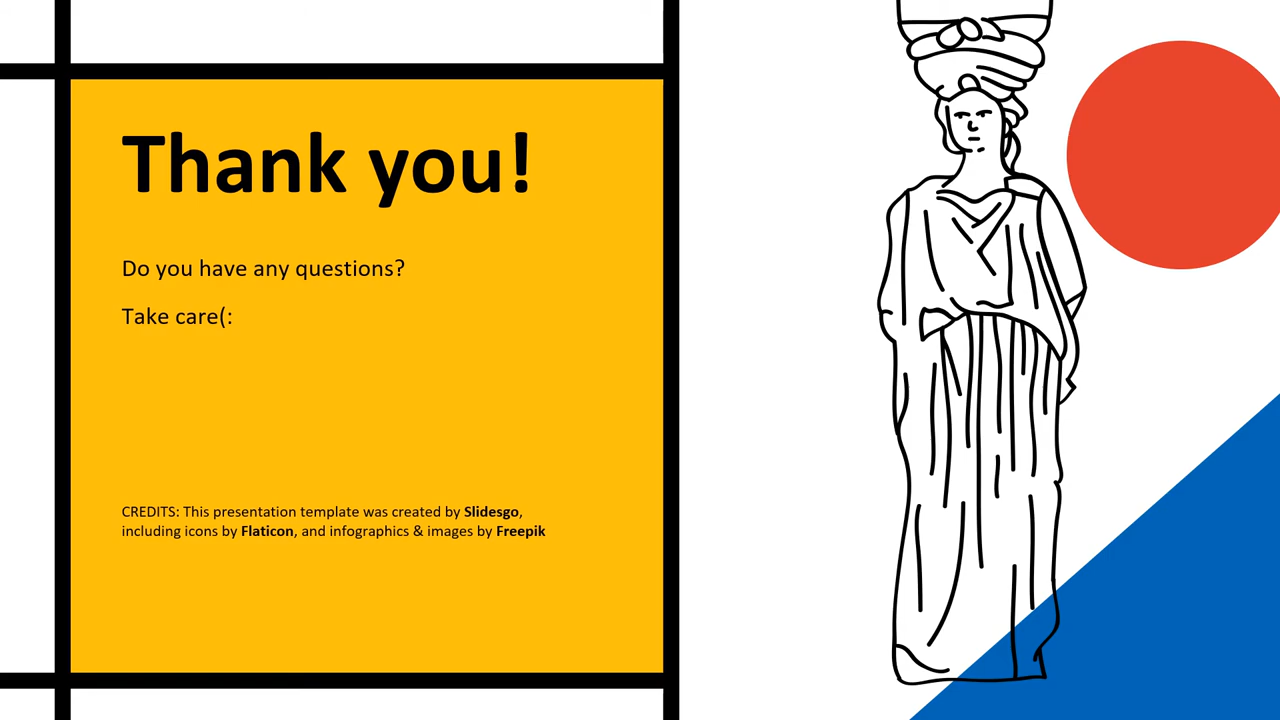 Thank you!
Do you have any questions?
Take care(:
CREDITS: This presentation template was created by Slidesgo,
including icons by Flaticon, and infographics & images by Freepik